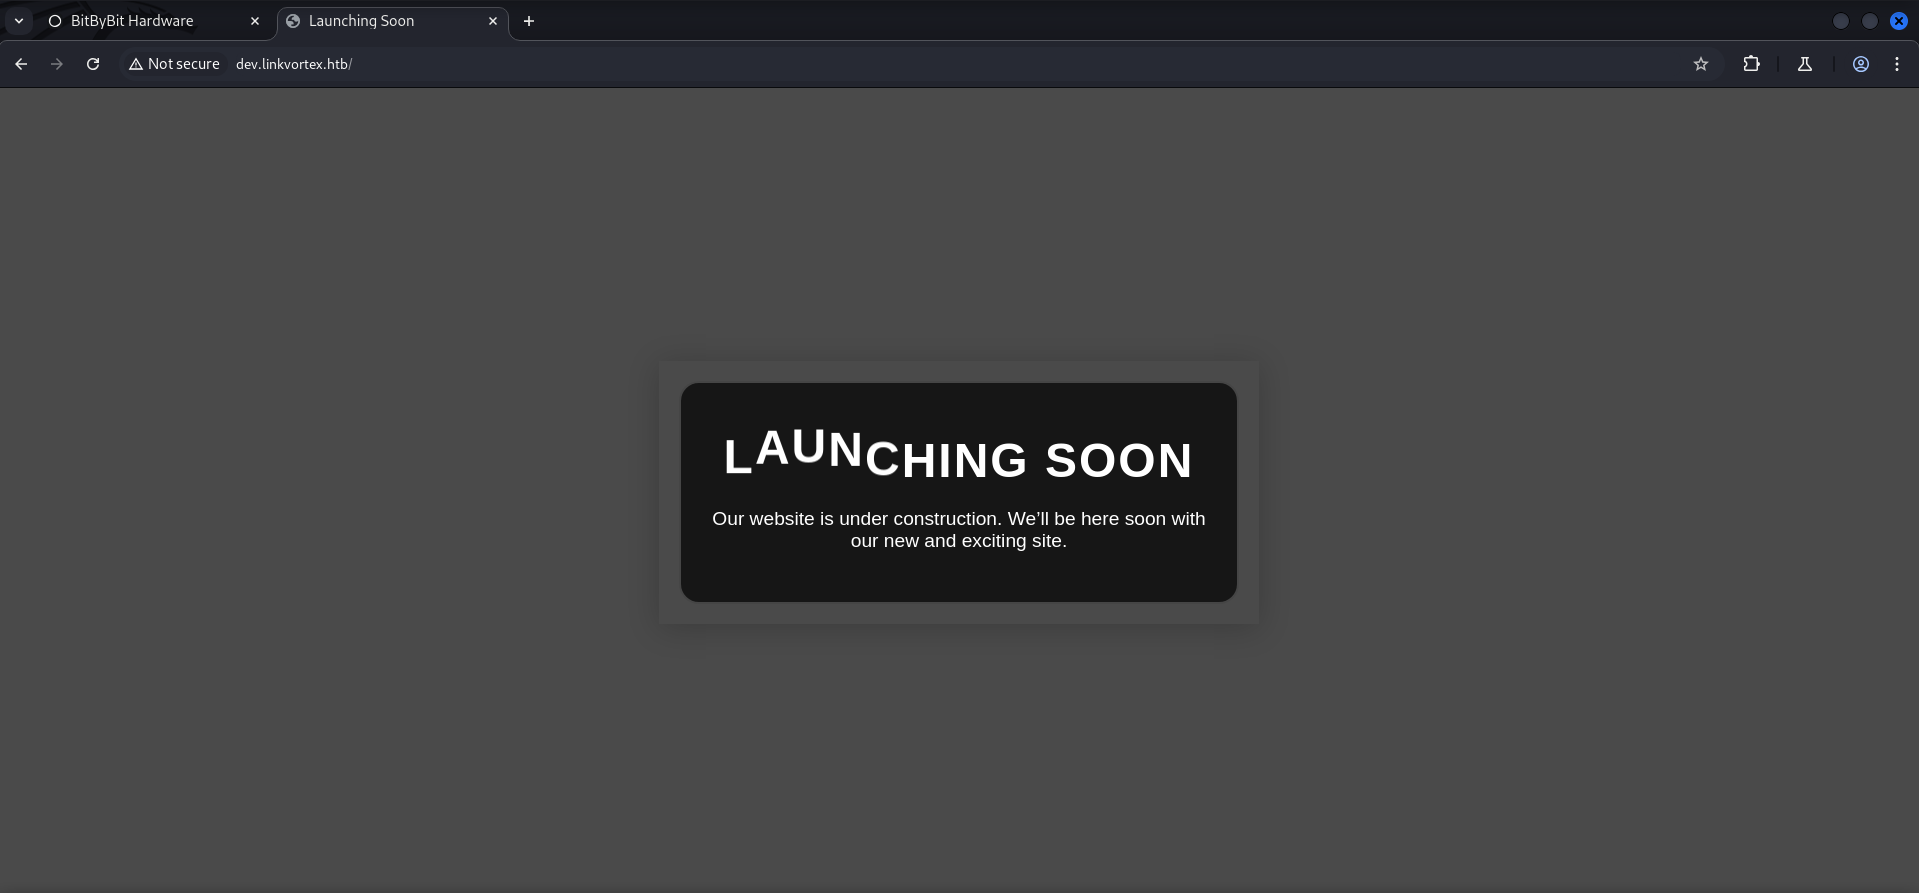 BitByBit Hardware
Launching Soon
Not secure
dev.linkvortex.htb/
LAUNCHING SOON
Our website is under construction. We’ll be here soon with
our new and exciting site.